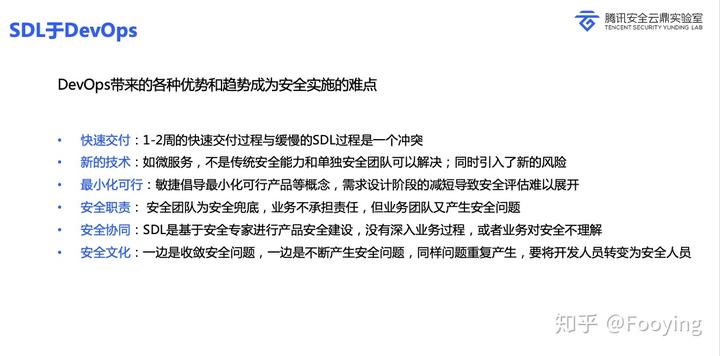 SDL于DevOps
腾讯安全云鼎实验室
TENCENT SECURITY YUNDING LAB
DevOps带来的各种优势和趋势成为安全实施的难点
• 快速交付：1-2周的快速交付过程与缓慢的SDL过程是一个冲突
• 新的技术：如微服务，不是传统安全能力和单独安全团队可以解决；同时引入了新的风险
• 最小化可行：敏捷倡导最小化可行产品等概念，需求设计阶段的减短导致安全评估难以展开
• 安全职责： 安全团队为安全兜底，业务不承担责任，但业务团队又产生安全问题
• 安全协同：SDL是基于安全专家进行产品安全建设，没有深入业务过程，或者业务对安全不理解
• 安全文化：一边是收敛安全问题，一边是不断产生安全问题，同样问题重复产生，要将开发人员转变为安全人员
知乎 @Fooying